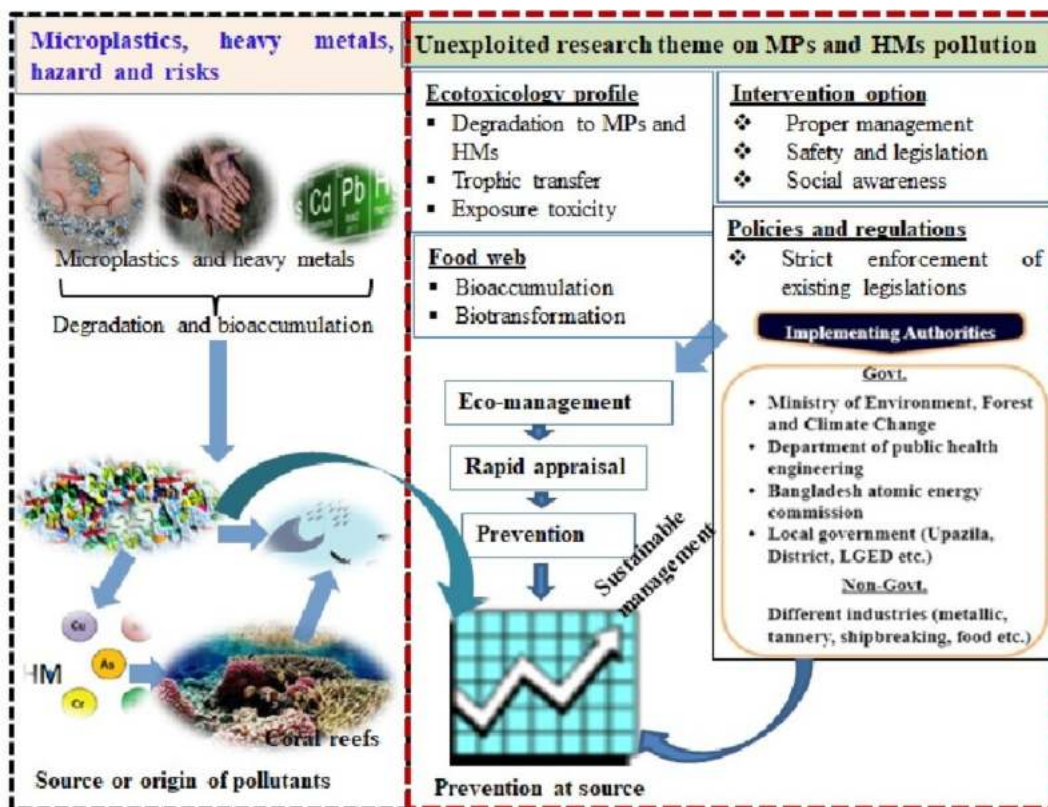 Microplastics, heavy metals,
hazard and risks
Cd Pb
Microplastics and heavy metals
Degradation and bioaccumulation
Cu
HM
As
Cr
Coral reefs
Source or origin of pollutants
Unexploited research theme on MPs and HMs pollution
Ecotoxicology profile
▪ Degradation to MPs and
HMs
▪ Trophic transfer
▪ Exposure toxicity
Food web
▪ Bioaccumulation
▪ Biotransformation
Eco-management
Rapid appraisal
Prevention
Sustainable
management
Prevention at source
Intervention option
❖ Proper management
❖ Safety and legislation
❖ Social awareness
Policies and regulations
❖ Strict enforcement of
existing legislations
Implementing Authorities
Govt.
• Ministry of Environment, Forest
and Climate Change
• Department of public health
engineering
• Bangladesh atomic energy
commission
• Local government (Upazila,
District, LGED etc.)
Non-Govt.
Different industries (metallic,
tannery, shipbreaking, food etc.)